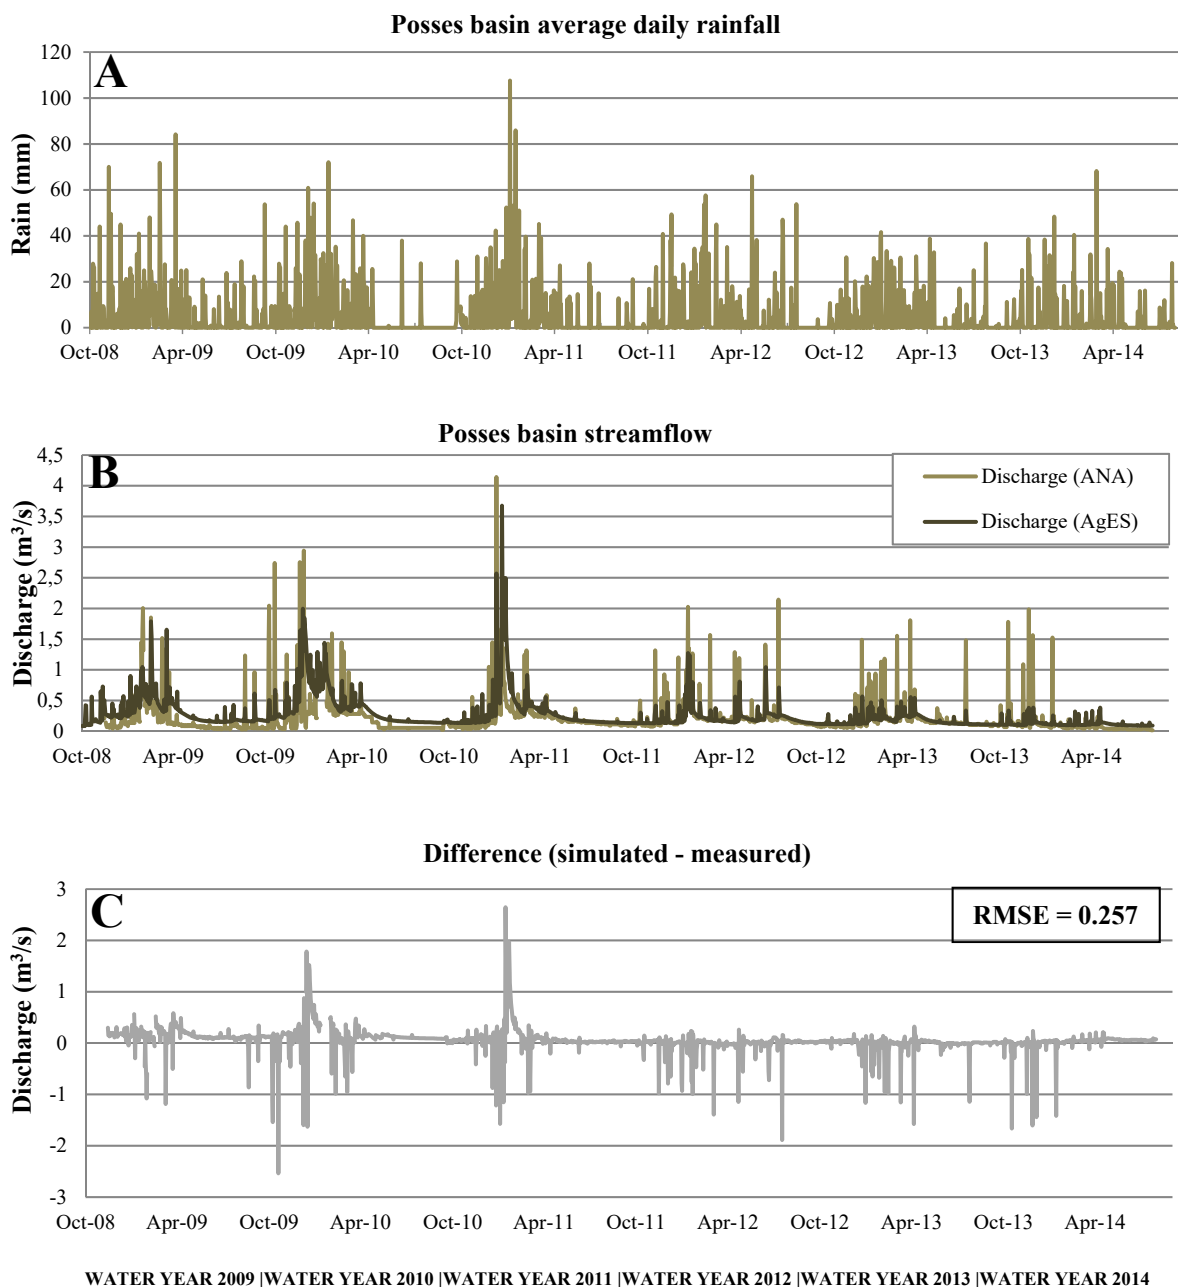 Posses basin average daily rainfall
A
Rain (mm)
120
100
80
60
40
20
0
Oct-08 Apr-09 Oct-09 Apr-10 Oct-10 Apr-11 Oct-11 Apr-12 Oct-12 Apr-13 Oct-13 Apr-14
Posses basin streamflow
B
Discharge (m³/s)
4,5
4
3,5
3
2,5
2
1,5
1
0,5
0
Discharge (ANA)
Discharge (AgES)
Oct-08 Apr-09 Oct-09 Apr-10 Oct-10 Apr-11 Oct-11 Apr-12 Oct-12 Apr-13 Oct-13 Apr-14
Difference (simulated - measured)
C
RMSE = 0.257
Discharge (m³/s)
3
2
1
0
-1
-2
-3
Oct-08 Apr-09 Oct-09 Apr-10 Oct-10 Apr-11 Oct-11 Apr-12 Oct-12 Apr-13 Oct-13 Apr-14
WATER YEAR 2009 |WATER YEAR 2010 |WATER YEAR 2011 |WATER YEAR 2012 |WATER YEAR 2013 |WATER YEAR 2014